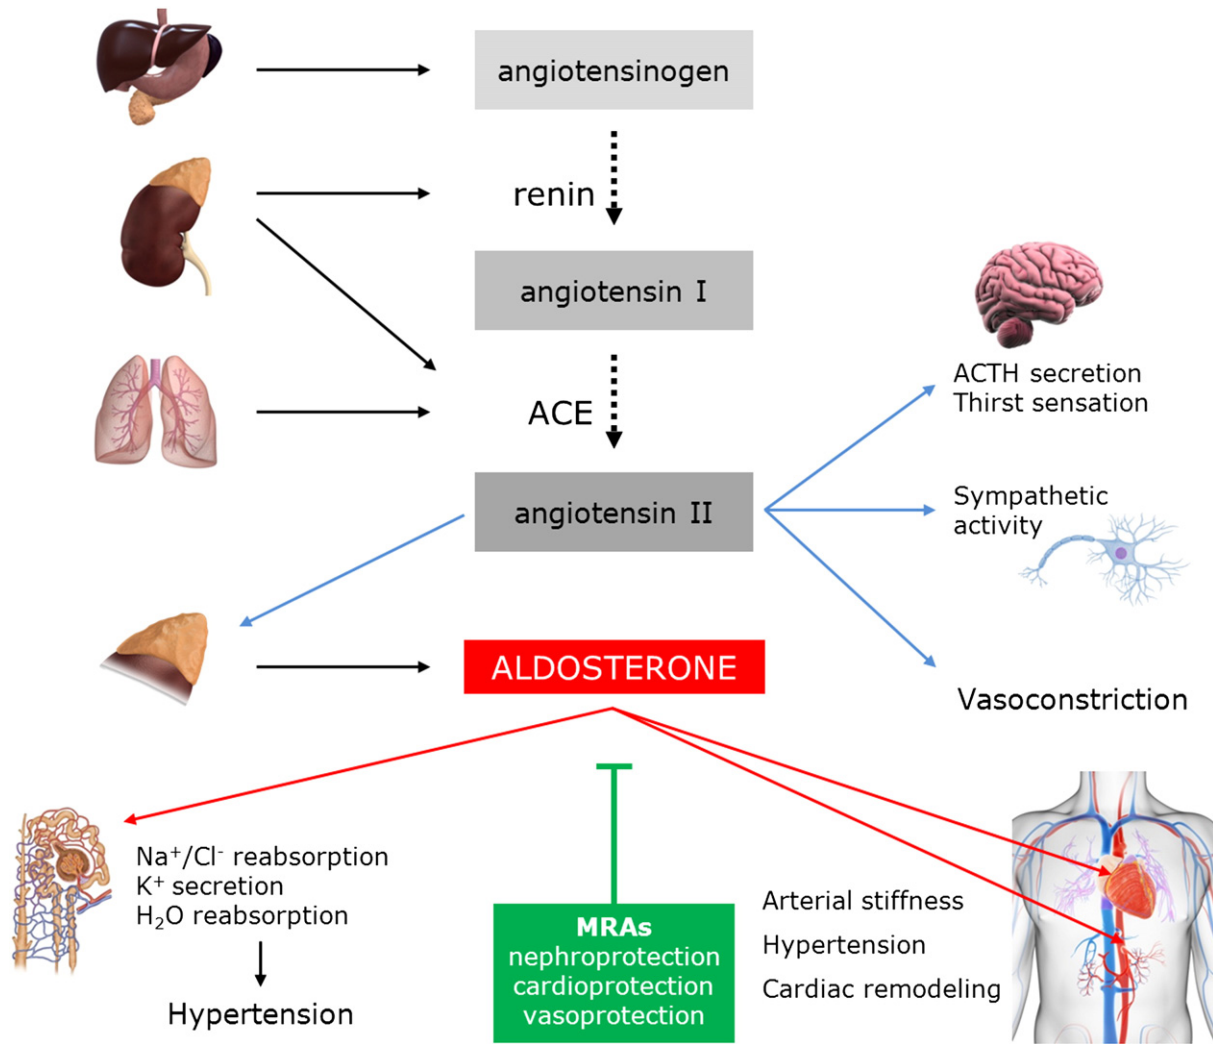 angiotensinogen
renin
angiotensin I
ACE
ACTH secretion
Thirst sensation
angiotensin II
Sympathetic
activity
ALDOSTERONE
Vasoconstriction
Na⁺/Cl⁻ reabsorption
K⁺ secretion
H₂O reabsorption
Hypertension
MRAs
nephroprotection
cardioprotection
vasoprotection
Arterial stiffness
Hypertension
Cardiac remodeling